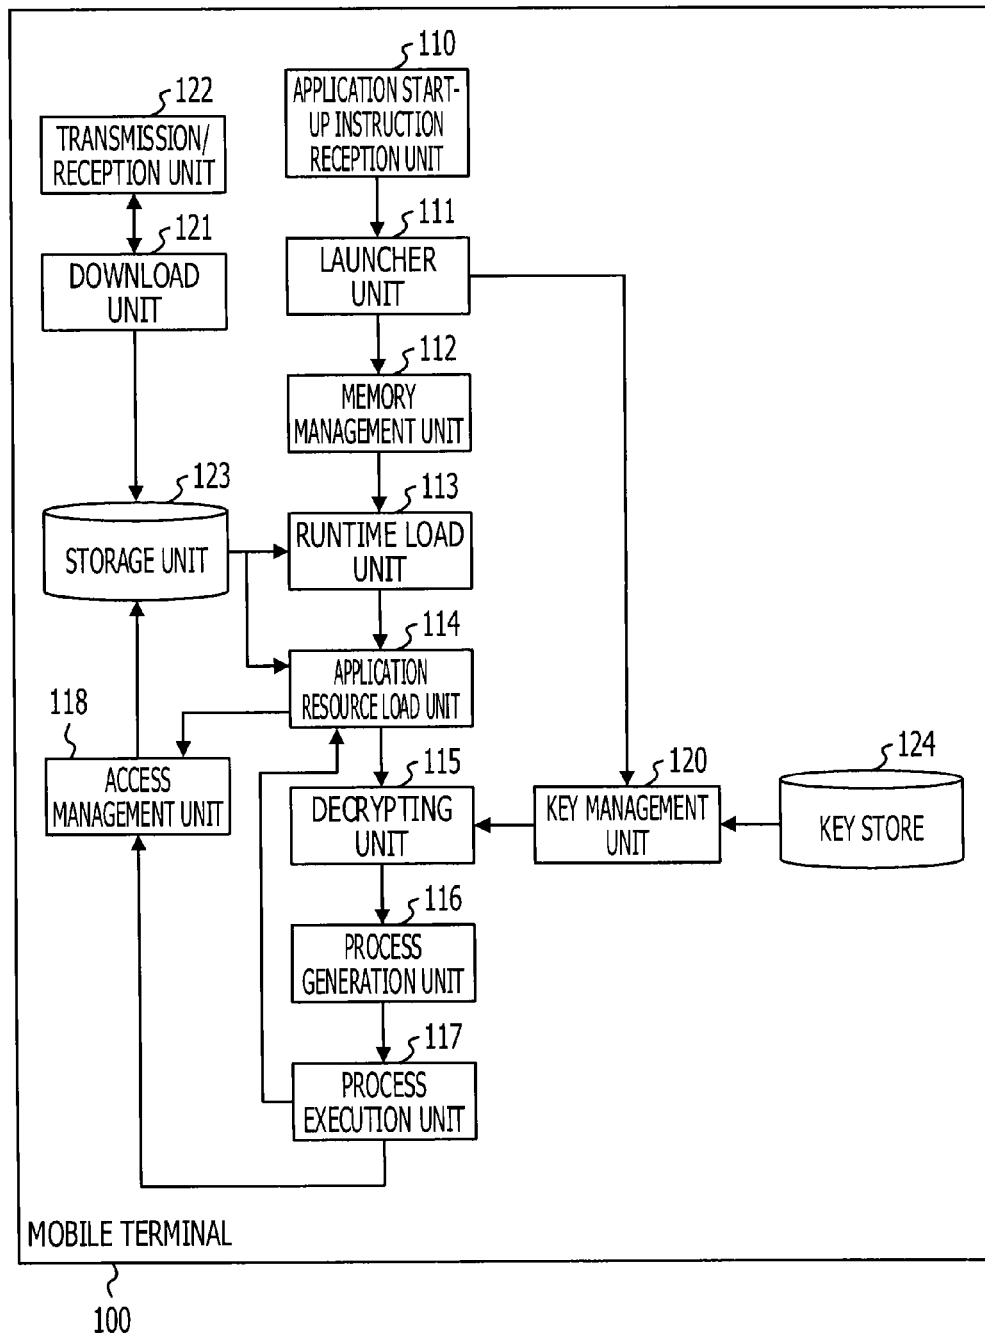 110
APPLICATION START-
UP INSTRUCTION
RECEPTION UNIT
122
TRANSMISSION/
RECEPTION UNIT
111
LAUNCHER
UNIT
121
DOWNLOAD
UNIT
112
MEMORY
MANAGEMENT UNIT
123
STORAGE UNIT
113
RUNTIME LOAD
UNIT
114
APPLICATION
RESOURCE LOAD UNIT
118
ACCESS
MANAGEMENT UNIT
115
DECRYPTING
UNIT
120
KEY MANAGEMENT
UNIT
124
KEY STORE
116
PROCESS
GENERATION UNIT
117
PROCESS
EXECUTION UNIT
MOBILE TERMINAL
100